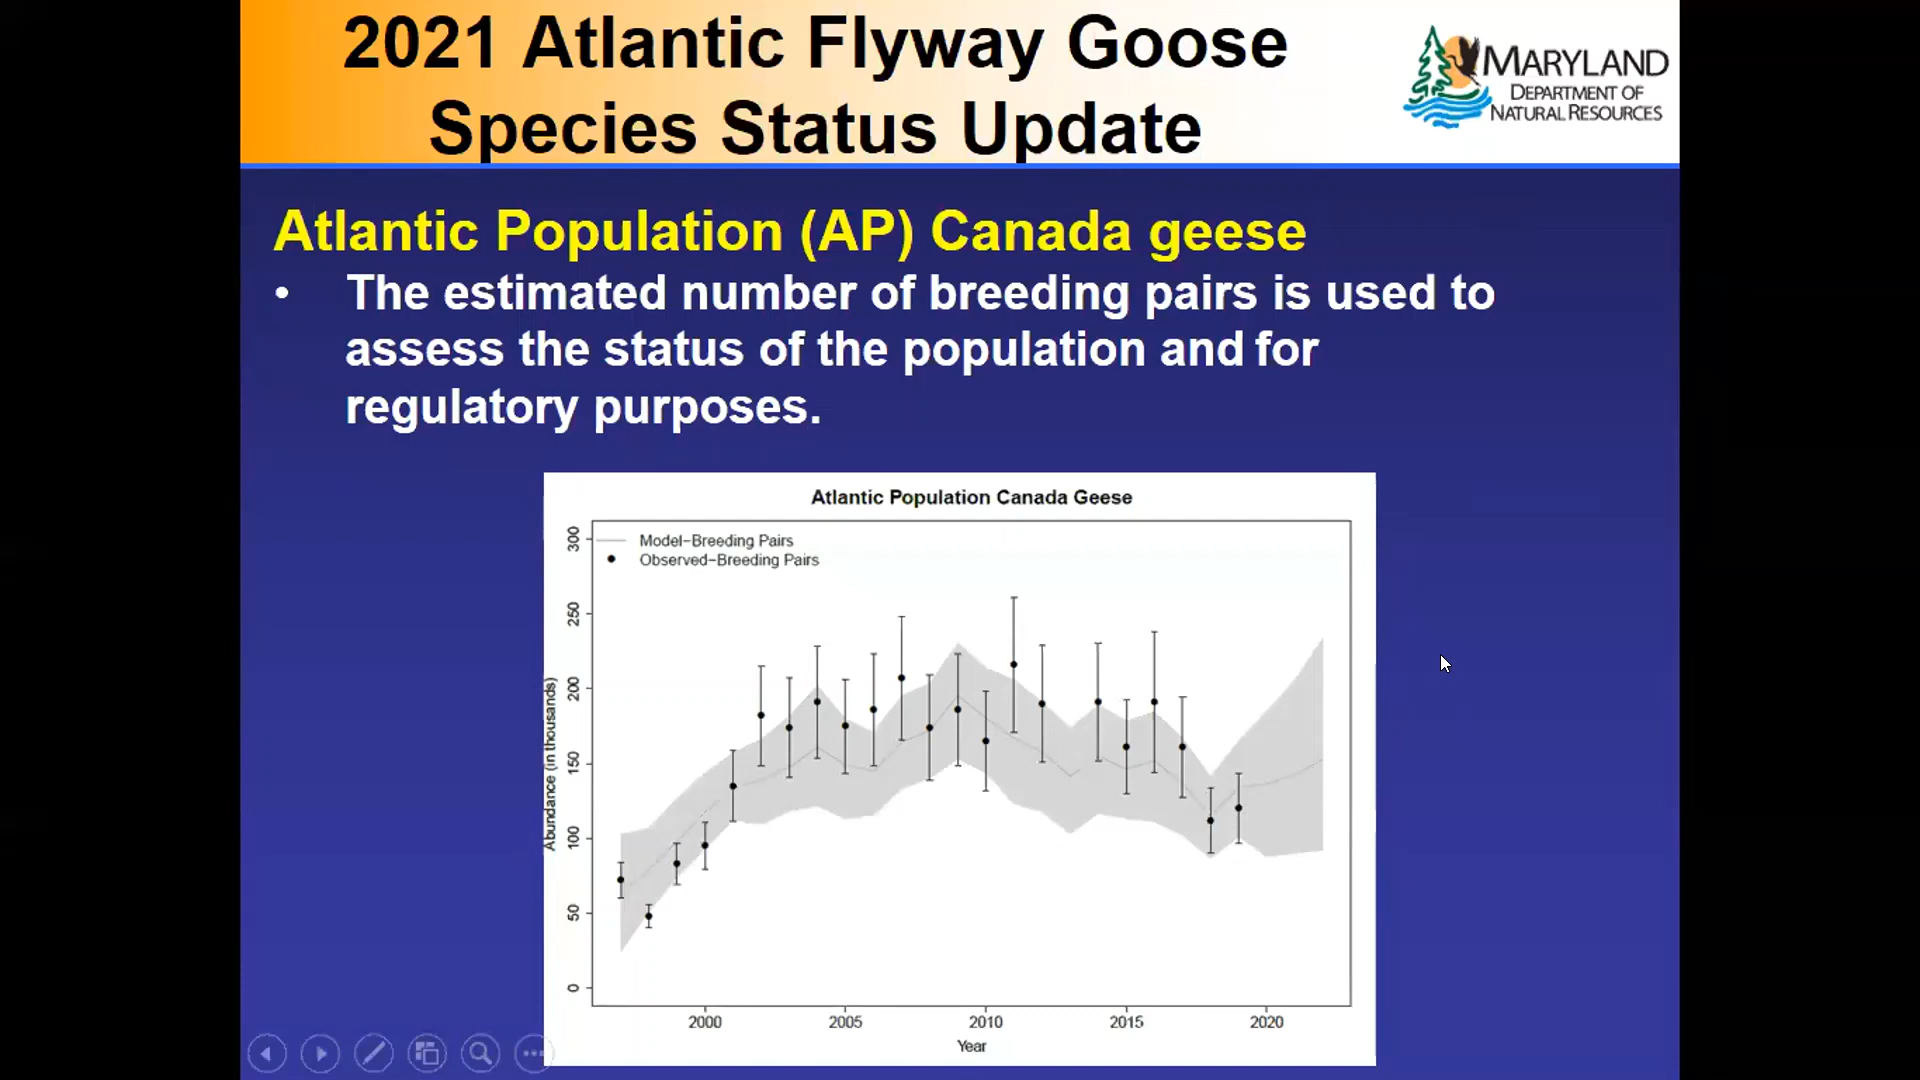 2021 Atlantic Flyway Goose
Species Status Update
MARYLAND
DEPARTMENT OF
NATURAL RESOURCES
Atlantic Population (AP) Canada geese
• The estimated number of breeding pairs is used to
assess the status of the population and for
regulatory purposes.
Atlantic Population Canada Geese
Model−Breeding Pairs
Observed−Breeding Pairs
Abundance (in thousands)
300
250
200
150
100
50
0
2000 2005 2010 2015 2020
Year